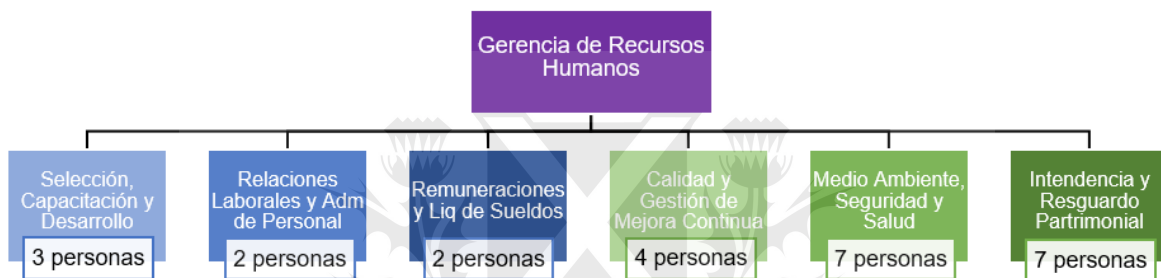 Gerencia de Recursos
Humanos
Selección,
Capacitación y
Desarrollo
3 personas
Relaciones
Laborales y Adm
de Personal
2 personas
Remuneraciones
y Liq de Sueldos
2 personas
Calidad y
Gestión de
Mejora Continua
4 personas
Medio Ambiente,
Seguridad y
Salud
7 personas
Intendencia y
Resguardo
Partrimonial
7 personas